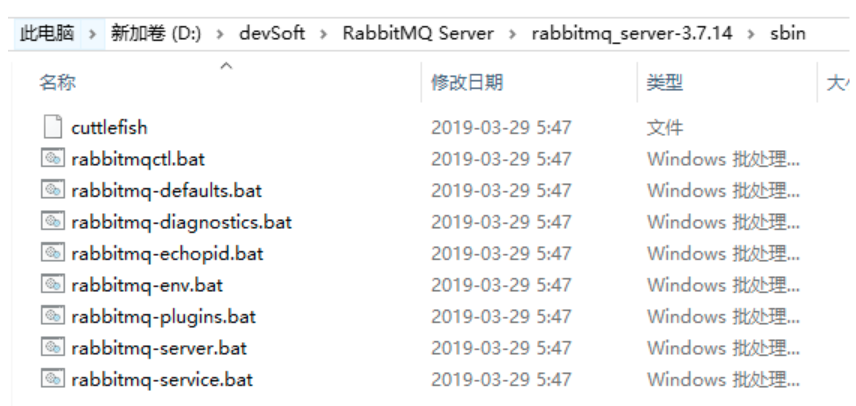 此电脑 > 新加卷 (D:) > devSoft > RabbitMQ Server > rabbitmq_server-3.7.14 > sbin
名称 修改日期 类型
cuttlefish 2019-03-29 5:47 文件
rabbitmqctl.bat 2019-03-29 5:47 Windows 批处理...
rabbitmq-defaults.bat 2019-03-29 5:47 Windows 批处理...
rabbitmq-diagnostics.bat 2019-03-29 5:47 Windows 批处理...
rabbitmq-echopid.bat 2019-03-29 5:47 Windows 批处理...
rabbitmq-env.bat 2019-03-29 5:47 Windows 批处理...
rabbitmq-plugins.bat 2019-03-29 5:47 Windows 批处理...
rabbitmq-server.bat 2019-03-29 5:47 Windows 批处理...
rabbitmq-service.bat 2019-03-29 5:47 Windows 批处理...